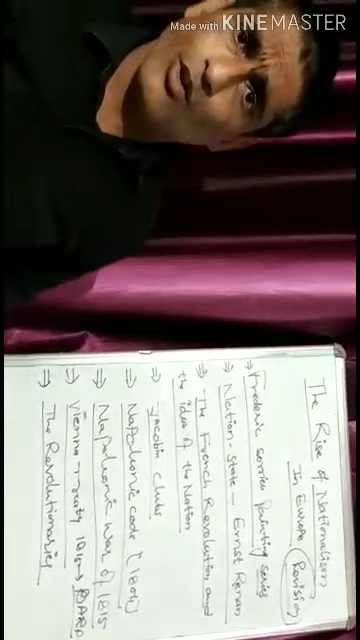 Made with KINEMASTER
The Rise of Nationalism
In Europe (Revision)
⇒ Frederic sorrieu Painting series
⇒ Nation-state – Ernst Renan
⇒ The French Revolution and
the idea of the Nation
⇒ Jacobin Clubs
⇒ Napoleonic code [1804]
⇒ Napoleonic War of 1815
⇒ Vienna Treaty 1815 →
⇒ The Revolutionaries